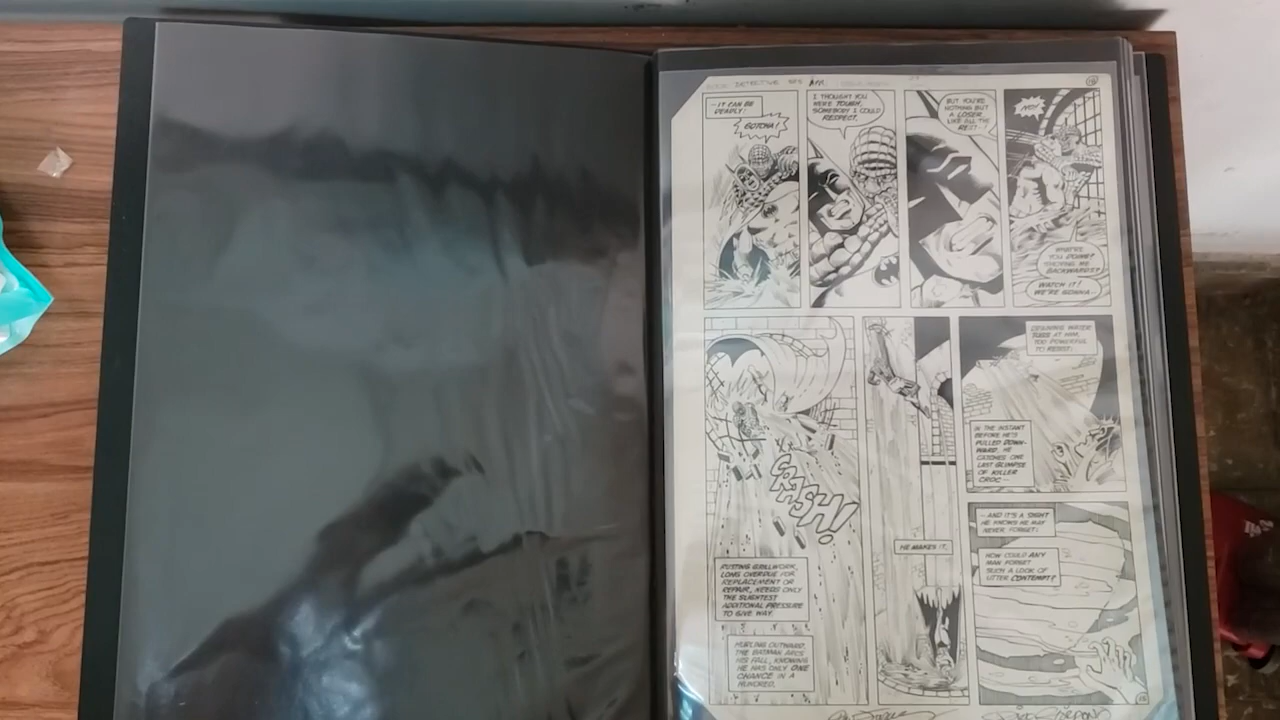 DETECTIVE
APR
—IT CAN BE
DEADLY!
GOTCHA!
I THOUGHT YOU
WERE TOUGH,
SOMEBODY I COULD
RESPECT.
BUT YOU'RE
NOTHING BUT
A LOSER
LIKE ALL THE
REST--!
NO!
WHAT'RE
YOU DOING?
SHOVING ME
BACKWARDS?
WATCH IT!
WE'RE GONNA--
CRASH!
RUSTING GRILLWORK,
LONG OVERDUE FOR
REPLACEMENT OR
REPAIR, NEEDS ONLY
THE SLIGHTEST
ADDITIONAL PRESSURE
TO GIVE WAY.
HURLING OUTWARD,
THE BATMAN ARCS
HIS FALL, KNOWING
HE HAS ONLY ONE
CHANCE IN A
HUNDRED.
HE MAKES IT.
WATER
TUGS AT HIM,
TOO POWERFUL
TO RESIST:
IN THE INSTANT
BEFORE HE'S
PULLED DOWN-
WARD, HE
CATCHES ONE
LAST GLIMPSE
OF KILLER
CROC--
--AND IT'S A SIGHT
HE KNOWS HE MAY
NEVER FORGET:
HOW COULD ANY
MAN FORGET
SUCH A LOOK OF
UTTER CONTEMPT?